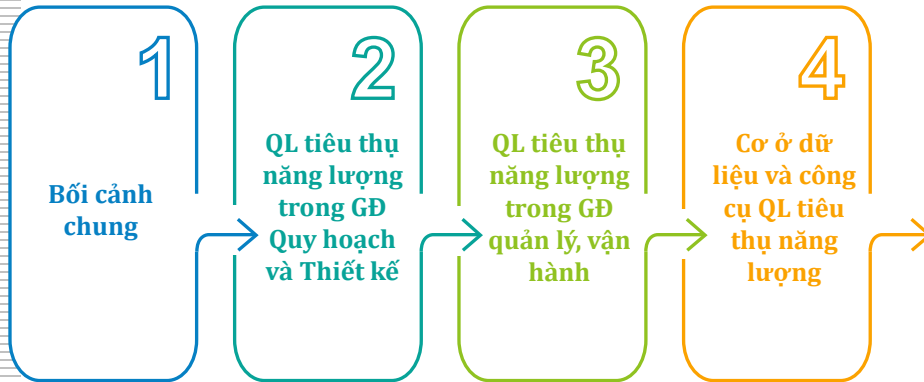 1
Bối cảnh
chung
2
QL tiêu thụ
năng lượng
trong GĐ
Quy hoạch
và Thiết kế
3
QL tiêu thụ
năng lượng
trong GĐ
quản lý, vận
hành
4
Cơ ở dữ
liệu và công
cụ QL tiêu
thụ năng
lượng